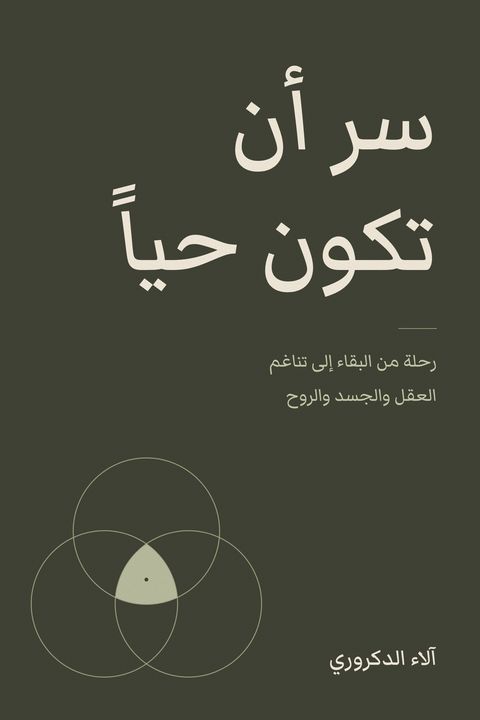 سر أن
تكون حياً
رحلة من البقاء إلى تناغم
العقل والجسد والروح
آلاء الدكروري